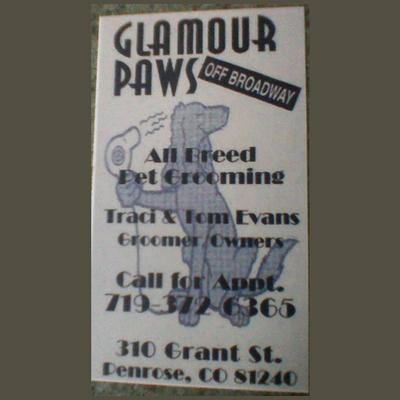 GLAMOUR
PAWS
OFF BROADWAY
All Breed
Pet Grooming
Traci & Tom Evans
Groomer/Owners
Call for Appt.
719-372-6365
310 Grant St.
Penrose, CO 81240